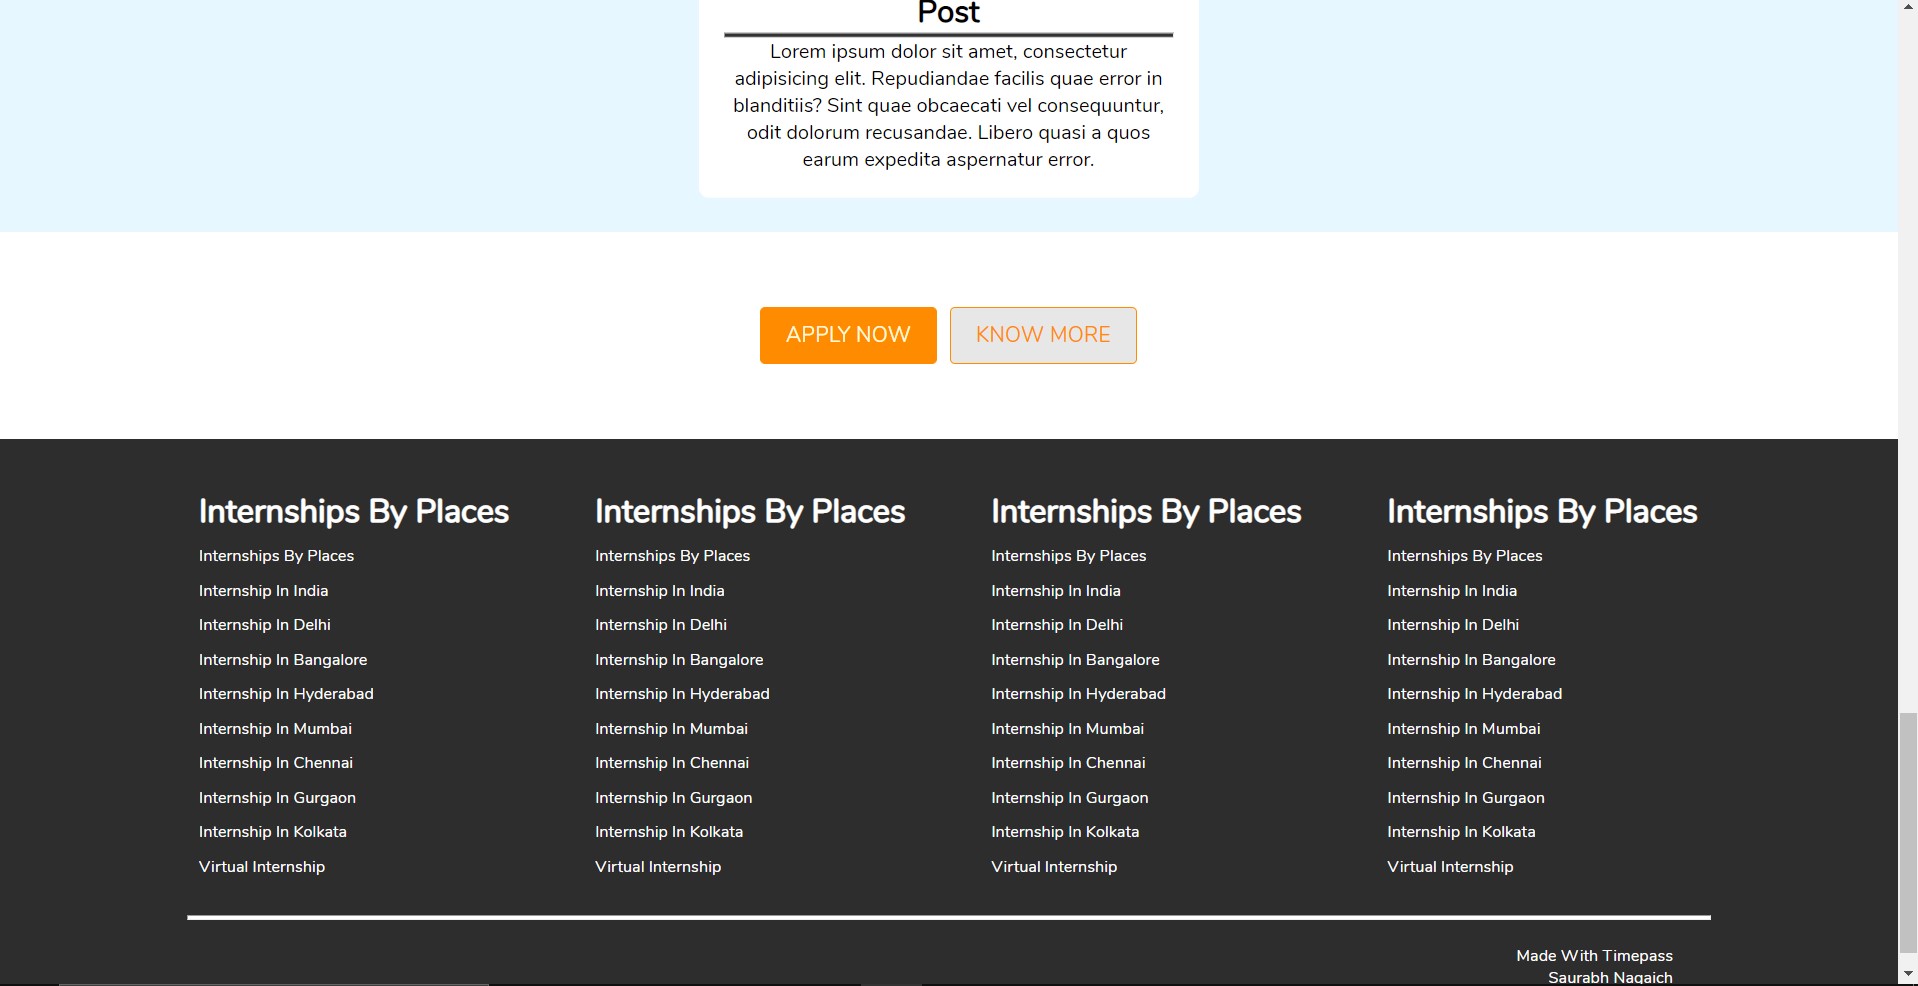 Post
Lorem ipsum dolor sit amet, consectetur
adipisicing elit. Repudiandae facilis quae error in
blanditiis? Sint quae obcaecati vel consequuntur,
odit dolorum recusandae. Libero quasi a quos
earum expedita aspernatur error.
APPLY NOW
KNOW MORE
Internships By Places
Internships By Places
Internship In India
Internship In Delhi
Internship In Bangalore
Internship In Hyderabad
Internship In Mumbai
Internship In Chennai
Internship In Gurgaon
Internship In Kolkata
Virtual Internship
Internships By Places
Internships By Places
Internship In India
Internship In Delhi
Internship In Bangalore
Internship In Hyderabad
Internship In Mumbai
Internship In Chennai
Internship In Gurgaon
Internship In Kolkata
Virtual Internship
Internships By Places
Internships By Places
Internship In India
Internship In Delhi
Internship In Bangalore
Internship In Hyderabad
Internship In Mumbai
Internship In Chennai
Internship In Gurgaon
Internship In Kolkata
Virtual Internship
Internships By Places
Internships By Places
Internship In India
Internship In Delhi
Internship In Bangalore
Internship In Hyderabad
Internship In Mumbai
Internship In Chennai
Internship In Gurgaon
Internship In Kolkata
Virtual Internship
Made With Timepass
Saurabh Nagaich